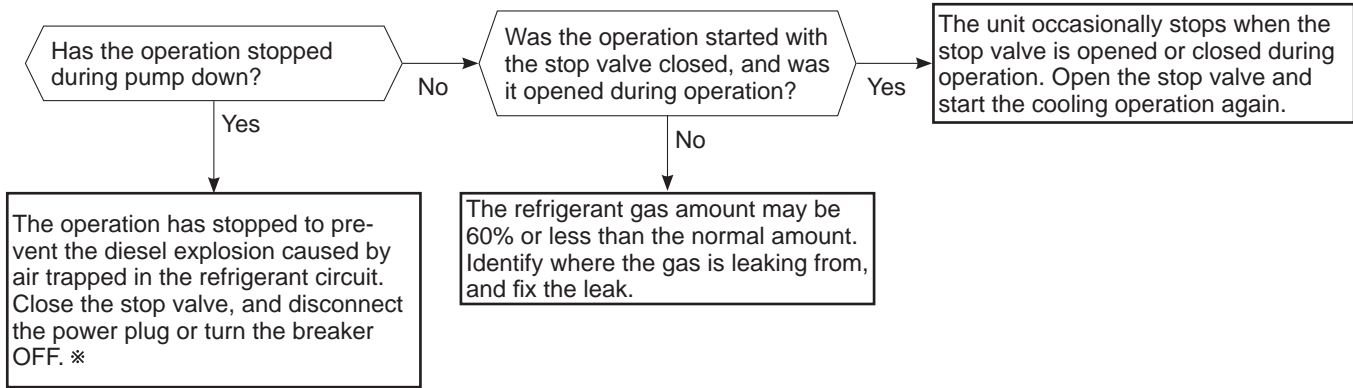 Has the operation stopped
during pump down?
No
Yes
Was the operation started with
the stop valve closed, and was
it opened during operation?
Yes
No
The unit occasionally stops when the
stop valve is opened or closed during
operation. Open the stop valve and
start the cooling operation again.
The operation has stopped to pre-
vent the diesel explosion caused by
air trapped in the refrigerant circuit.
Close the stop valve, and disconnect
the power plug or turn the breaker
OFF. ※
The refrigerant gas amount may be
60% or less than the normal amount.
Identify where the gas is leaking from,
and fix the leak.